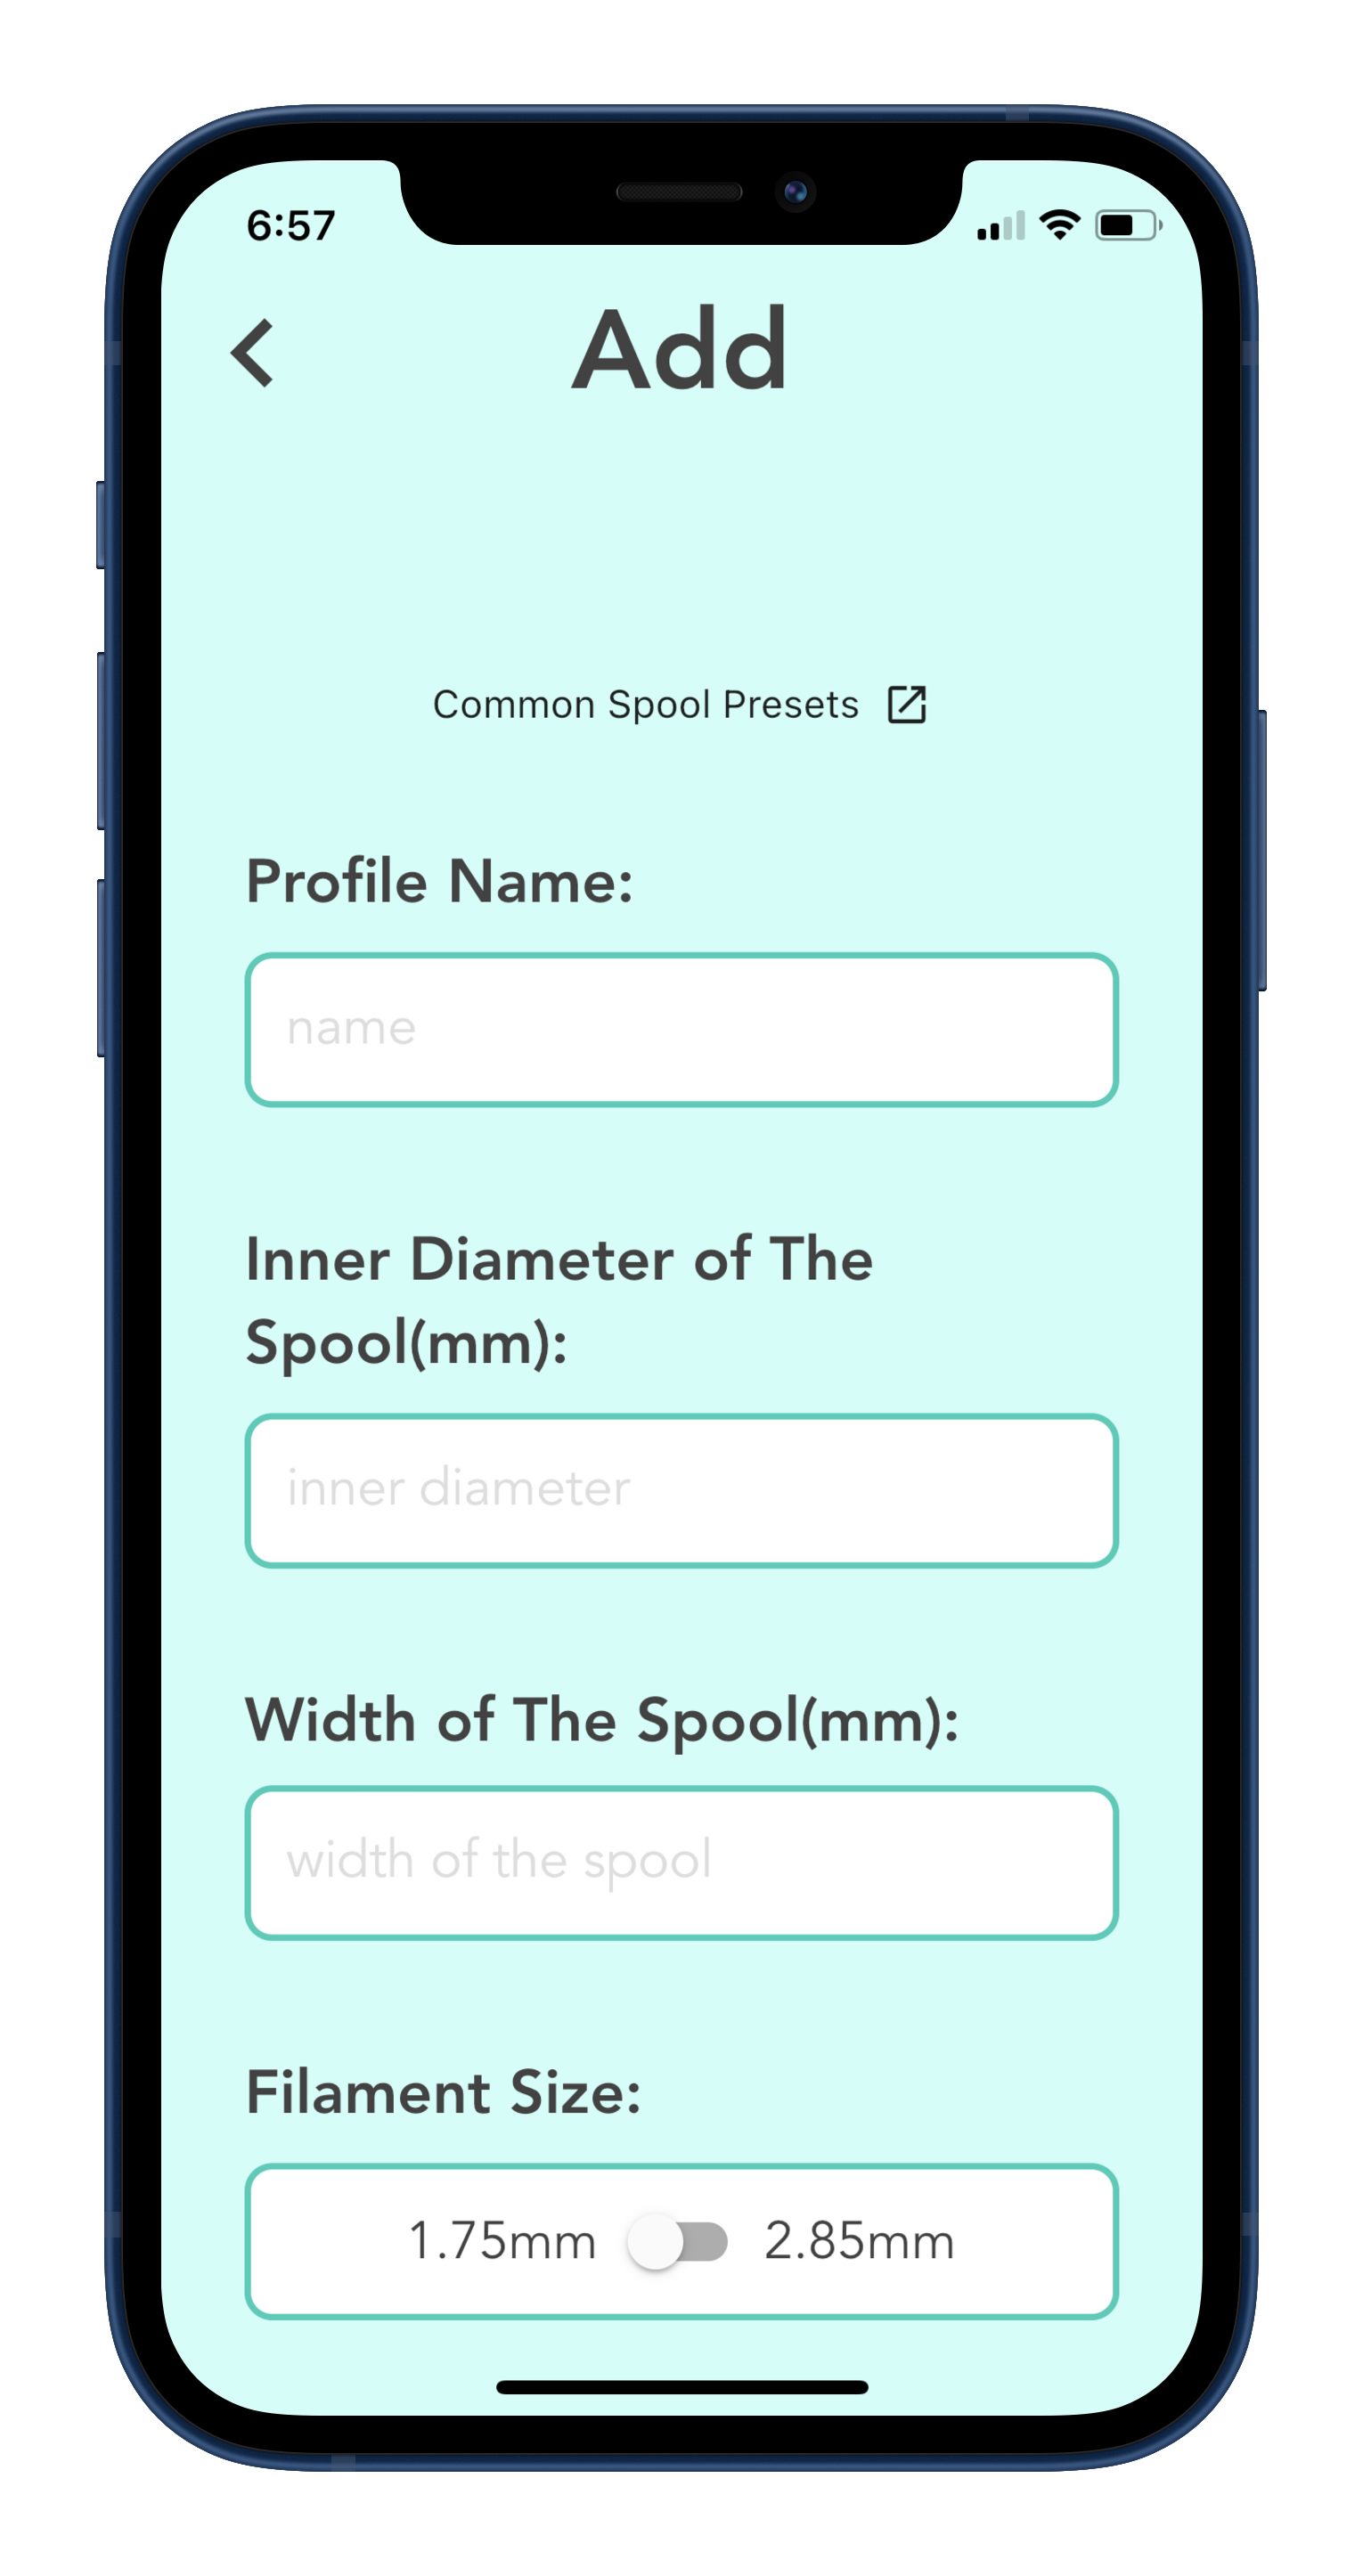 6:57
Add
Common Spool Presets
Profile Name:
name
Inner Diameter of The
Spool(mm):
inner diameter
Width of The Spool(mm):
width of the spool
Filament Size:
1.75mm 2.85mm